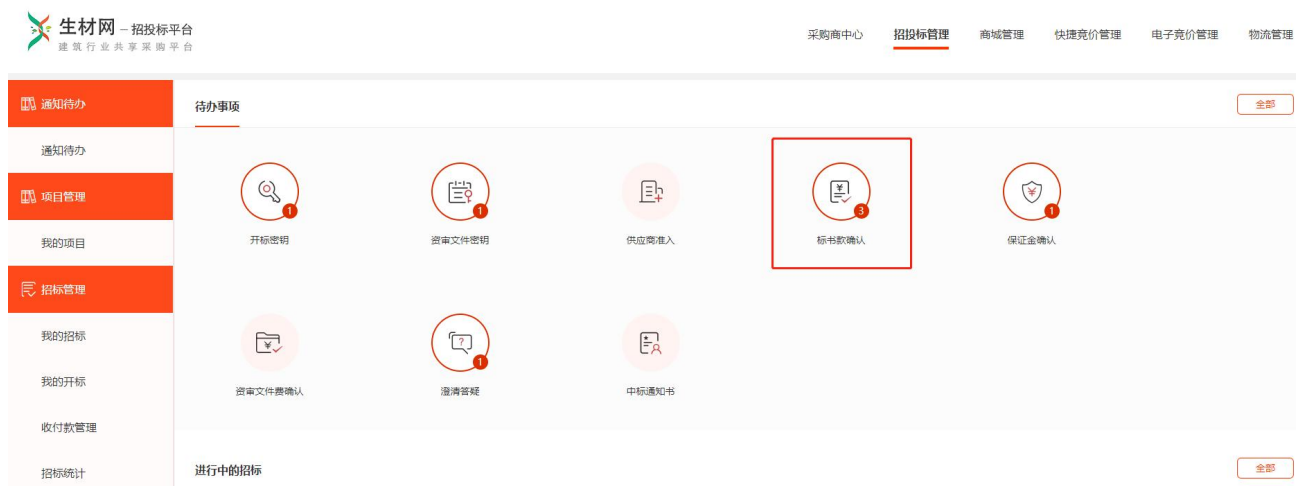 生材网 – 招投标平台
建筑行业共享采购平台
采购商中心 招投标管理 商城管理 快捷竞价管理 电子竞价管理 物流管理
通知待办
通知待办
项目管理
我的项目
招标管理
我的招标
我的开标
收付款管理
招标统计
待办事项 全部
1 1 3 1
开标密钥 资审文件密钥 供应商准入 标书款确认 保证金确认
1
资审文件费确认 澄清答疑 中标通知书
进行中的招标 全部